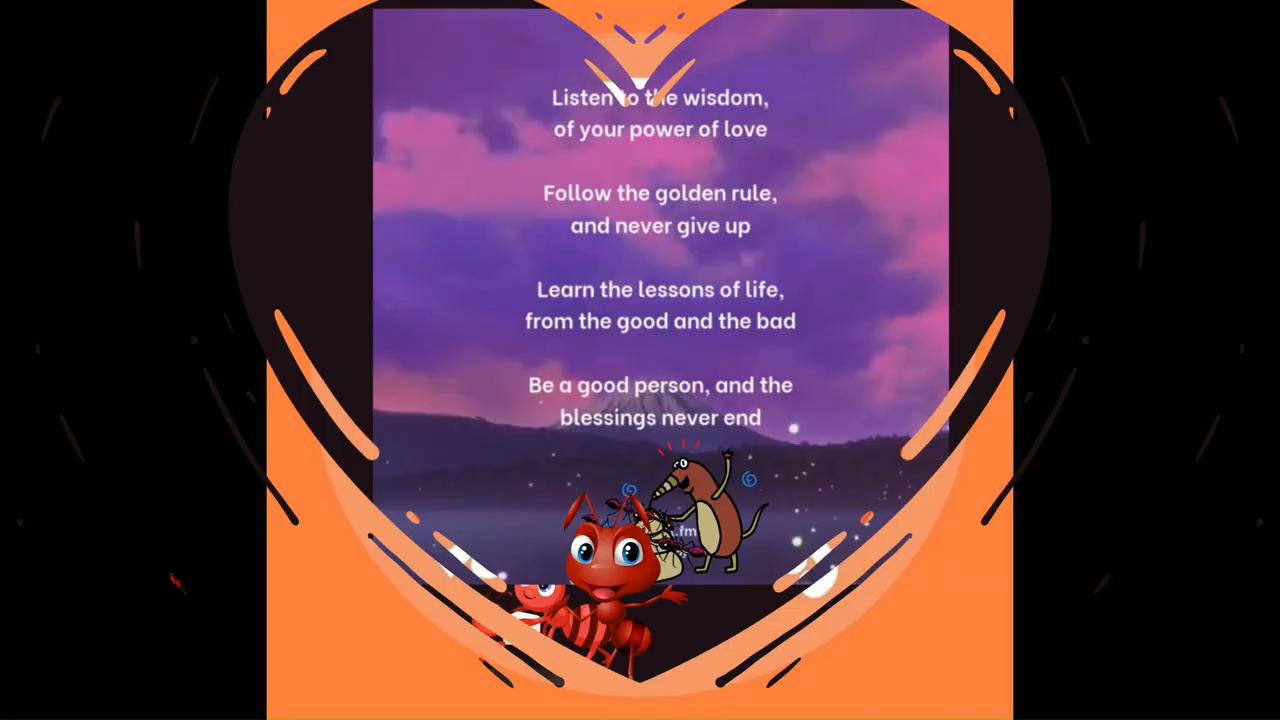 Listen to the wisdom,
of your power of love
Follow the golden rule,
and never give up
Learn the lessons of life,
from the good and the bad
Be a good person, and the
blessings never end
.fm